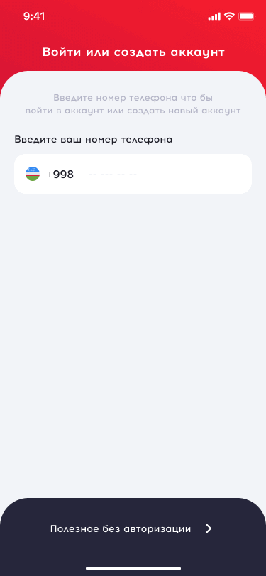 9:41
Войти или создать аккаунт
Введите номер телефона что бы
войти в аккаунт или создать новый аккаунт
Введите ваш номер телефона
+998
Полезное без авторизации